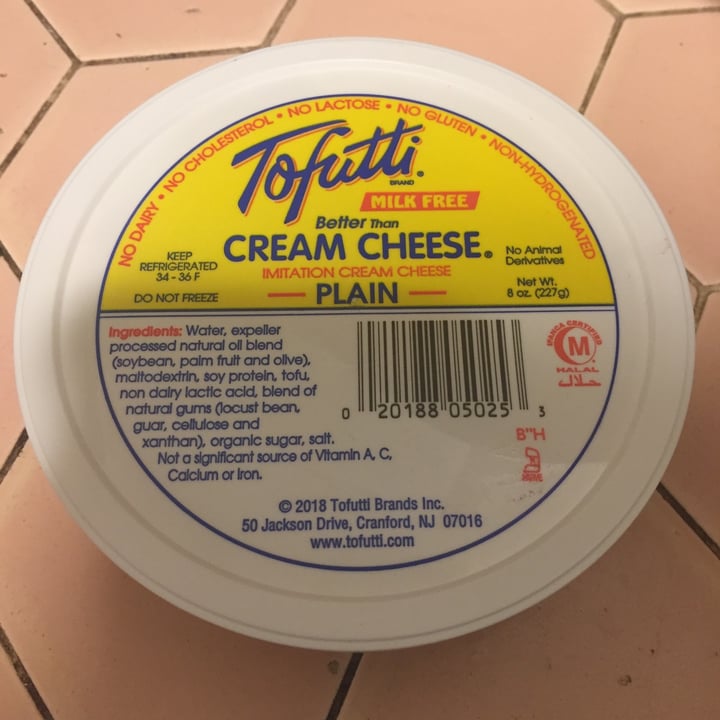 NO DAIRY • NO CHOLESTEROL • NO LACTOSE • NO GLUTEN • NON-HYDROGENATED
Tofutti®
BRAND
MILK FREE
Better Than
CREAM CHEESE®
IMITATION CREAM CHEESE
PLAIN
KEEP
REFRIGERATED
34 - 36 F
DO NOT FREEZE
No Animal
Derivatives
Net Wt.
8 oz. (227g)
Ingredients: Water, expeller
processed natural oil blend
(soybean, palm fruit and olive),
maltodextrin, soy protein, tofu,
non dairy lactic acid, blend of
natural gums (locust bean,
guar, cellulose and
xanthan), organic sugar, salt.
Not a significant source of Vitamin A, C,
Calcium or Iron.
0 20188 05025 3
IFANCA CERTIFIED
M
HALAL
حلال
B"H
© 2018 Tofutti Brands Inc.
50 Jackson Drive, Cranford, NJ 07016
www.tofutti.com